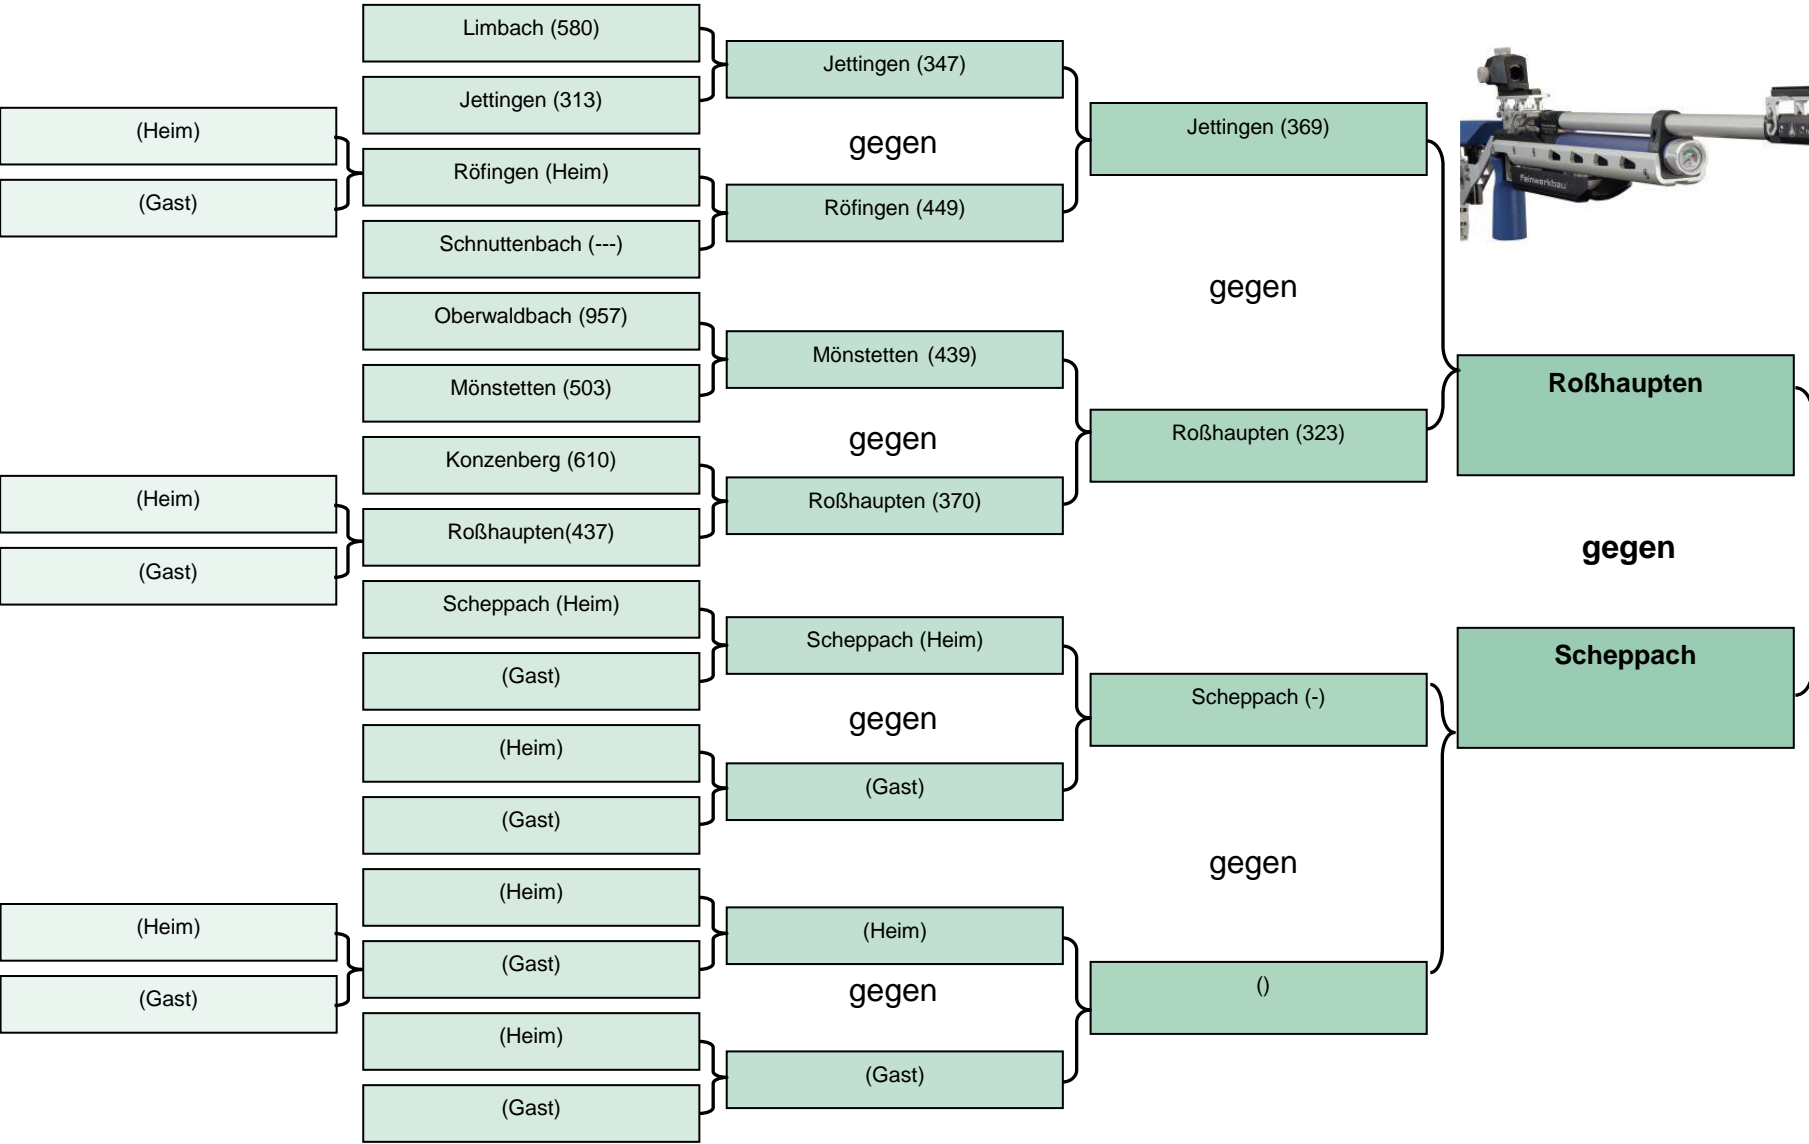 (Heim)
(Gast)
(Heim)
(Gast)
(Heim)
(Gast)
Limbach (580)
Jettingen (313)
Röfingen (Heim)
Schnuttenbach (---)
Oberwaldbach (957)
Mönstetten (503)
Konzenberg (610)
Roßhaupten(437)
Scheppach (Heim)
(Gast)
(Heim)
(Gast)
(Heim)
(Gast)
(Heim)
(Gast)
Jettingen (347)
gegen
Röfingen (449)
Mönstetten (439)
gegen
Roßhaupten (370)
Scheppach (Heim)
gegen
(Gast)
(Heim)
gegen
(Gast)
Jettingen (369)
gegen
Roßhaupten (323)
Scheppach (-)
gegen
()
Feinwerkbau
Roßhaupten
gegen
Scheppach